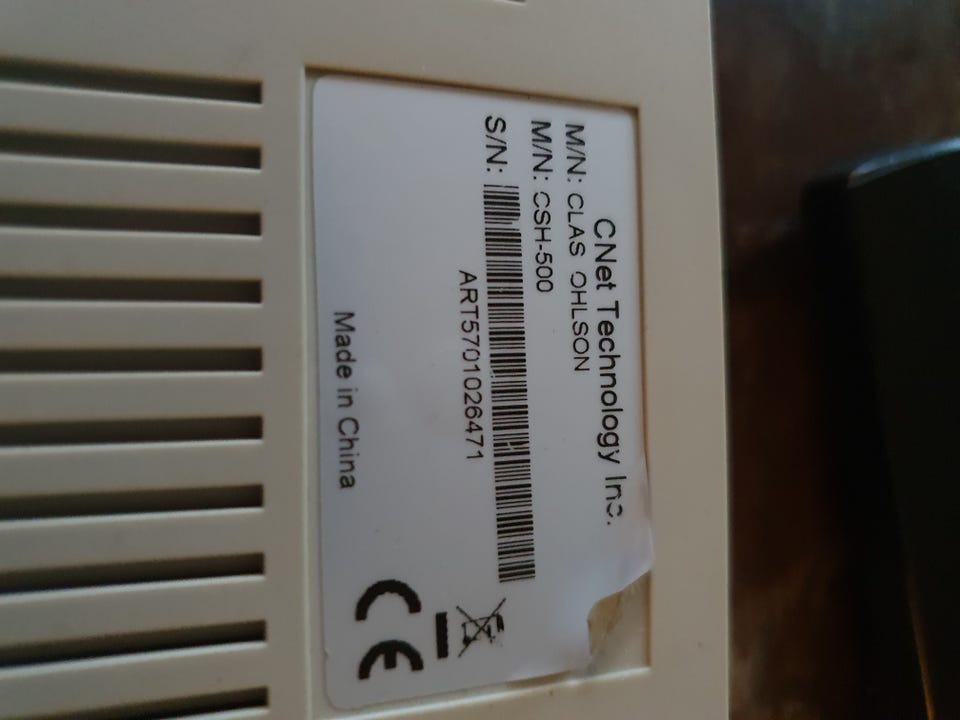 CNet Technology Inc.
M/N: CLAS OHLSON
M/N: CSH-500
S/N:
ART5701026471
Made in China
CE